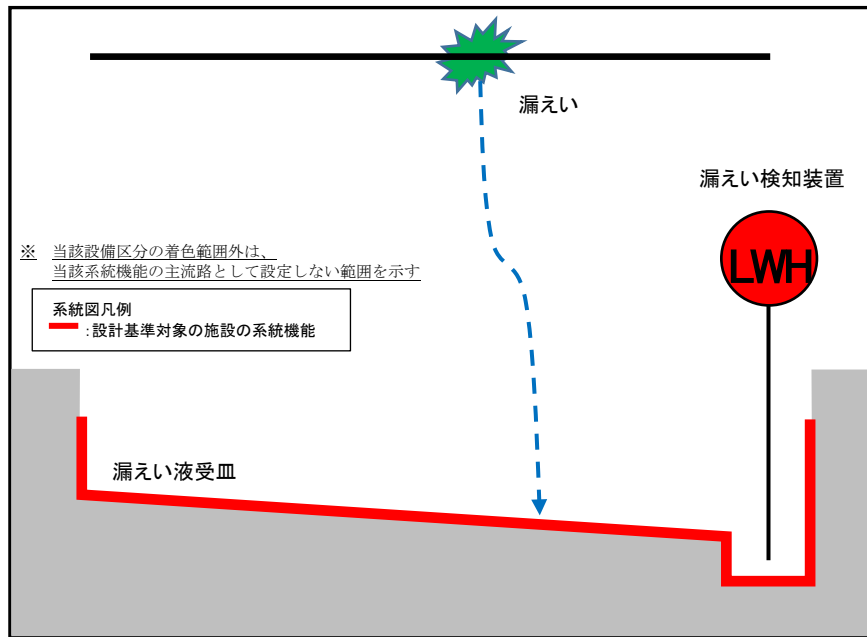 漏えい
漏えい検知装置
LWH
※ 当該設備区分の着色範囲外は、
当該系統機能の主流路として設定しない範囲を示す
系統図凡例
:設計基準対象の施設の系統機能
漏えい液受皿